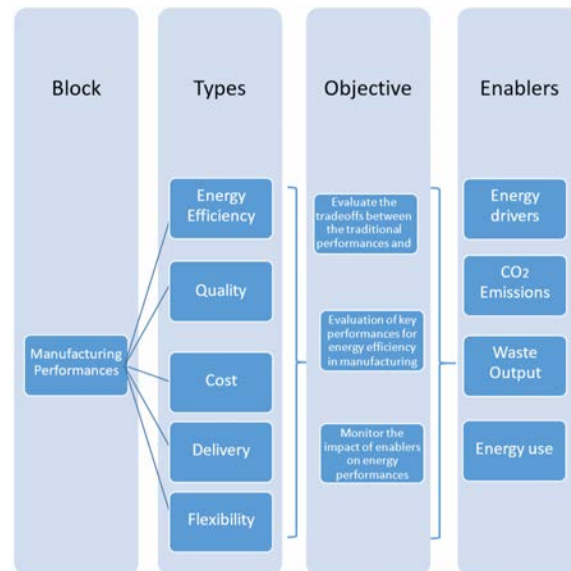 Block
Types
Objective
Enablers
Manufacturing
Performances
Energy
Efficiency
Quality
Cost
Delivery
Flexibility
Evaluate the
tradeoffs between
the traditional
performances and
Evaluation of key
performances for
energy efficiency
in manufacturing
Monitor the
impact of enablers
on energy
performances
Energy
drivers
CO2
Emissions
Waste
Output
Energy use